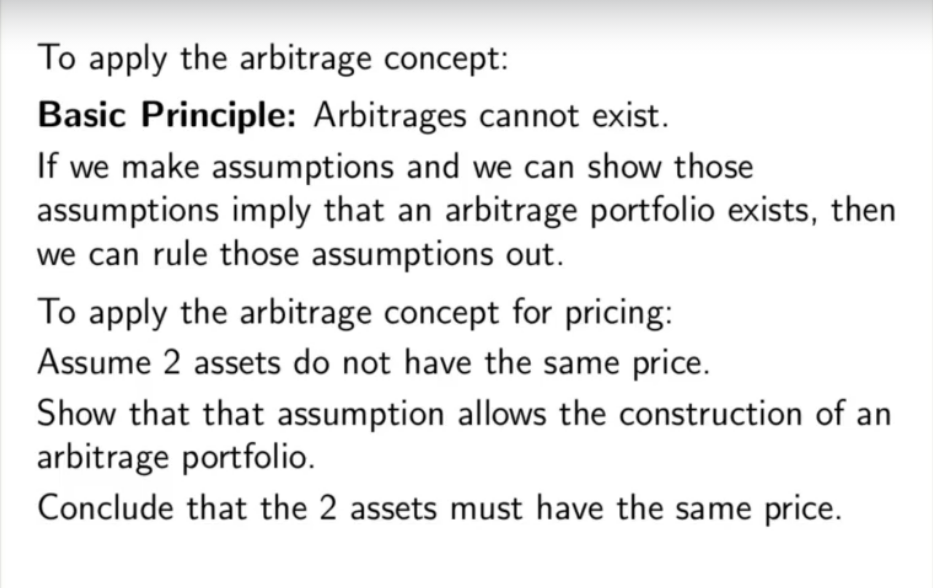 To apply the arbitrage concept:
Basic Principle: Arbitrages cannot exist.
If we make assumptions and we can show those
assumptions imply that an arbitrage portfolio exists, then
we can rule those assumptions out.
To apply the arbitrage concept for pricing:
Assume 2 assets do not have the same price.
Show that that assumption allows the construction of an
arbitrage portfolio.
Conclude that the 2 assets must have the same price.